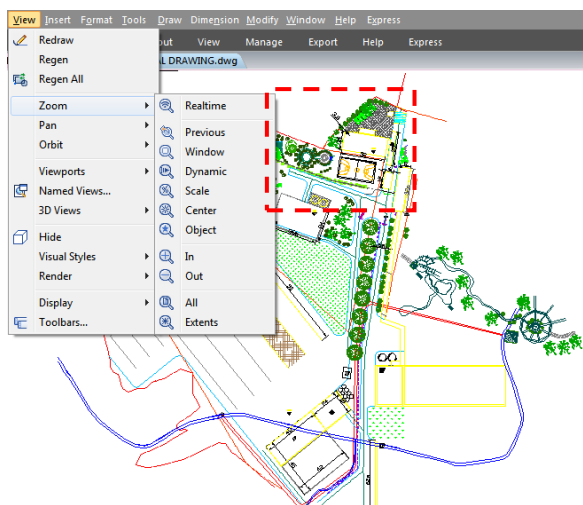 View Insert Format Tools Draw Dimension Modify Window Help Express
out View Manage Export Help Express
Redraw
L DRAWING.dwg
Regen
Regen All
Zoom
Pan
Orbit
Viewports
Named Views...
3D Views
Hide
Visual Styles
Render
Display
Toolbars...
Realtime
Previous
Window
Dynamic
Scale
Center
Object
In
Out
All
Extents